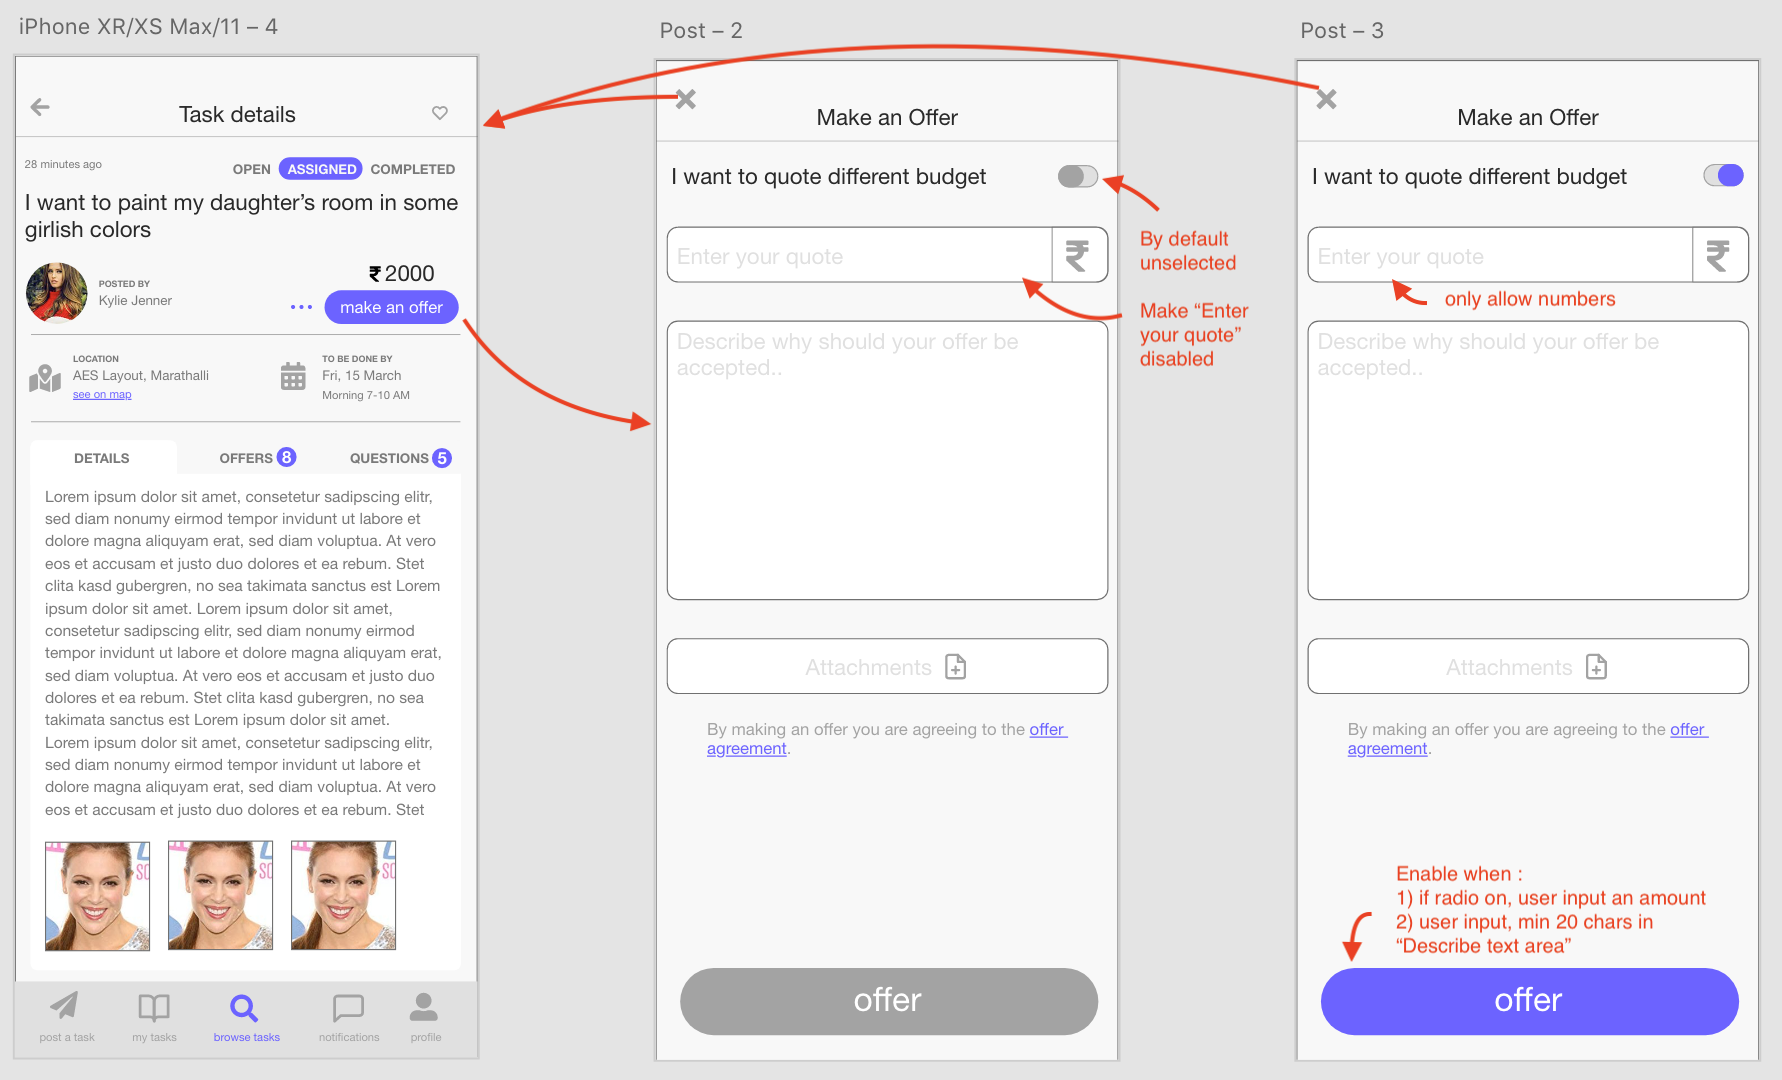 iPhone XR/XS Max/11 – 4
Task details
28 minutes ago
OPEN ASSIGNED COMPLETED
I want to paint my daughter’s room in some
girlish colors
₹ 2000
POSTED BY
Kylie Jenner
make an offer
LOCATION
AES Layout, Marathalli
see on map
TO BE DONE BY
Fri, 15 March
Morning 7-10 AM
DETAILS
OFFERS 8
QUESTIONS 5
Lorem ipsum dolor sit amet, consetetur sadipscing elitr,
sed diam nonumy eirmod tempor invidunt ut labore et
dolore magna aliquyam erat, sed diam voluptua. At vero
eos et accusam et justo duo dolores et ea rebum. Stet
clita kasd gubergren, no sea takimata sanctus est Lorem
ipsum dolor sit amet. Lorem ipsum dolor sit amet,
consetetur sadipscing elitr, sed diam nonumy eirmod
tempor invidunt ut labore et dolore magna aliquyam erat,
sed diam voluptua. At vero eos et accusam et justo duo
dolores et ea rebum. Stet clita kasd gubergren, no sea
takimata sanctus est Lorem ipsum dolor sit amet.
Lorem ipsum dolor sit amet, consetetur sadipscing elitr,
sed diam nonumy eirmod tempor invidunt ut labore et
dolore magna aliquyam erat, sed diam voluptua. At vero
eos et accusam et justo duo dolores et ea rebum. Stet
post a task
my tasks
browse tasks
notifications
profile
Post – 2
Make an Offer
I want to quote different budget
Enter your quote
₹
Describe why should your offer be
accepted..
Attachments
By making an offer you are agreeing to the offer
agreement.
offer
By default
unselected
Make “Enter
your quote”
disabled
Post – 3
Make an Offer
I want to quote different budget
Enter your quote
₹
only allow numbers
Describe why should your offer be
accepted..
Attachments
By making an offer you are agreeing to the offer
agreement.
Enable when :
1) if radio on, user input an amount
2) user input, min 20 chars in
“Describe text area”
offer